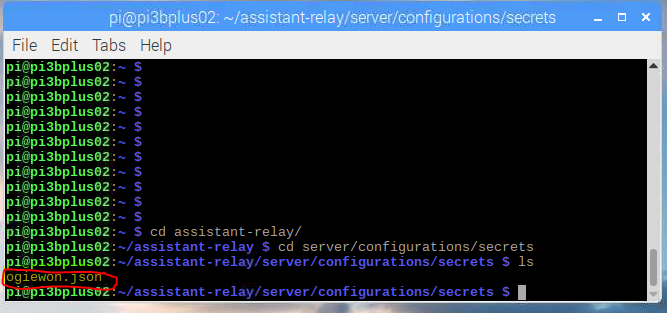 pi@pi3bplus02: ~/assistant-relay/server/configurations/secrets
File Edit Tabs Help
pi@pi3bplus02:~ $
pi@pi3bplus02:~ $
pi@pi3bplus02:~ $
pi@pi3bplus02:~ $
pi@pi3bplus02:~ $
pi@pi3bplus02:~ $
pi@pi3bplus02:~ $
pi@pi3bplus02:~ $
pi@pi3bplus02:~ $
pi@pi3bplus02:~ $
pi@pi3bplus02:~ $
pi@pi3bplus02:~ $ cd assistant-relay/
pi@pi3bplus02:~/assistant-relay $ cd server/configurations/secrets
pi@pi3bplus02:~/assistant-relay/server/configurations/secrets $ ls
ogiewon.json
pi@pi3bplus02:~/assistant-relay/server/configurations/secrets $